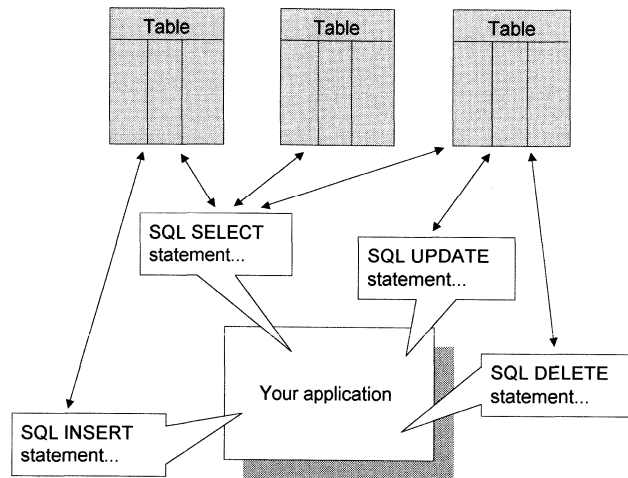 Table
Table
Table
SQL SELECT
statement...
SQL UPDATE
statement...
Your application
SQL DELETE
statement...
SQL INSERT
statement...